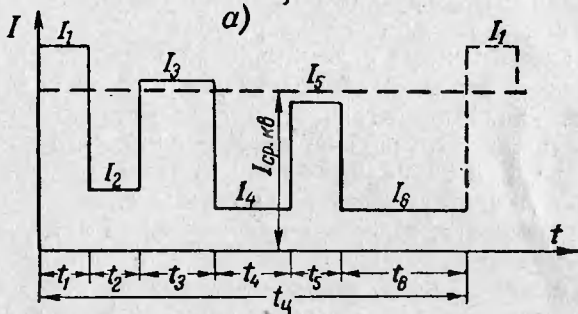 а)
I I₁ I₃ I₅ I₁
I₂ I₄ Iср.кв I₆
t
t₁ t₂ t₃ t₄ t₅ t₆
tц